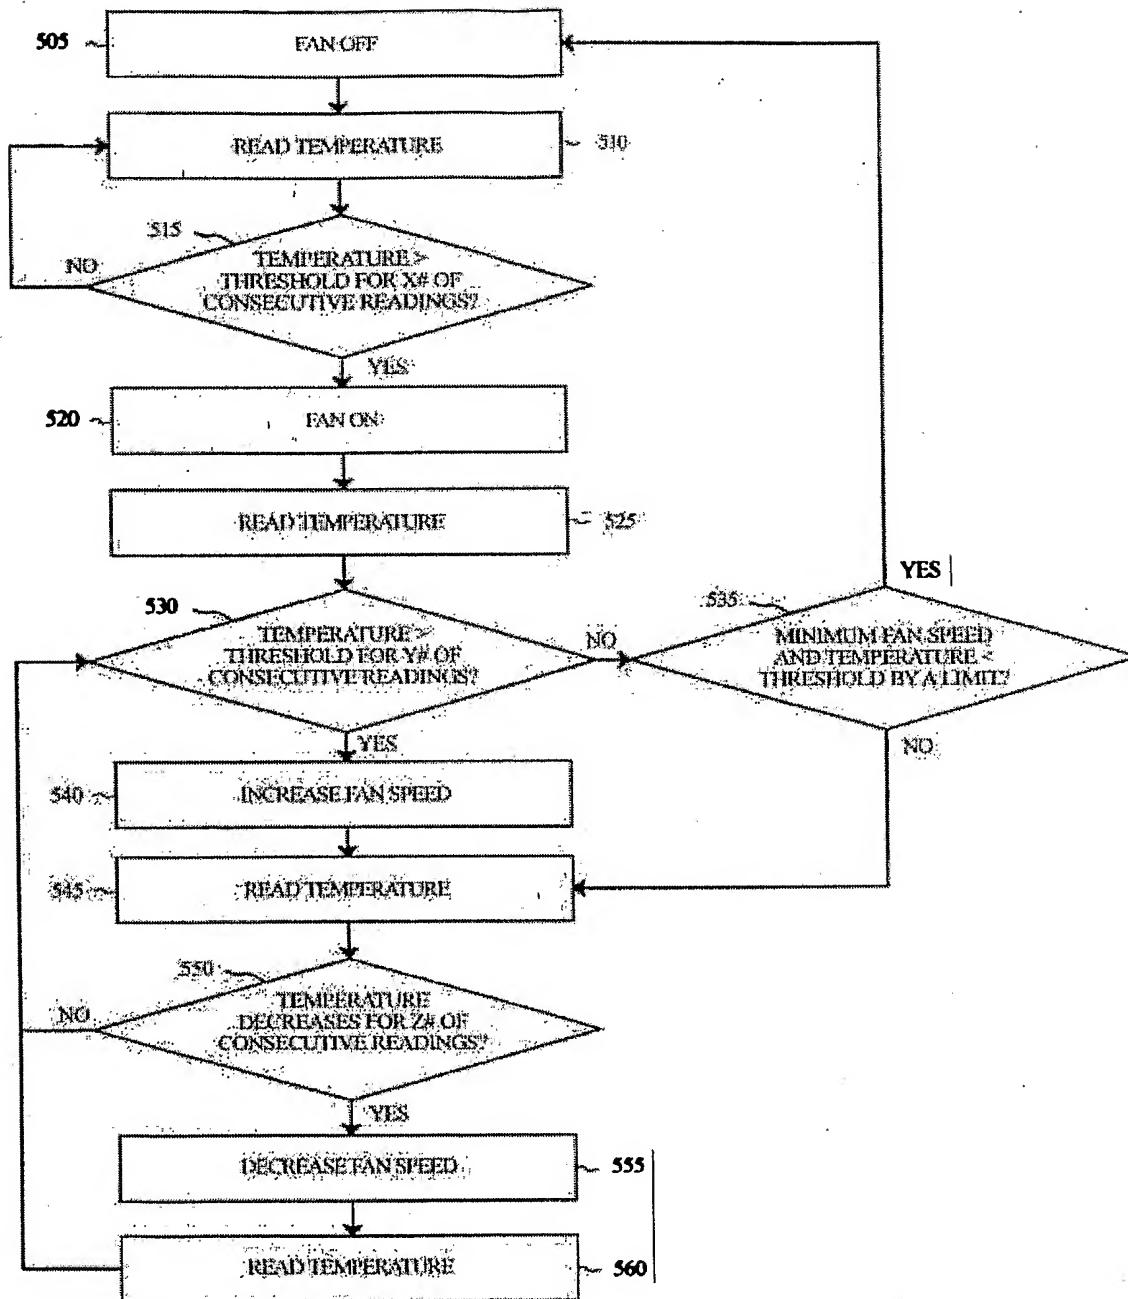 505
FAN OFF
READ TEMPERATURE
510
515
TEMPERATURE >
THRESHOLD FOR X# OF
CONSECUTIVE READINGS?
NO
YES
520
FAN ON
READ TEMPERATURE
525
530
TEMPERATURE >
THRESHOLD FOR Y# OF
CONSECUTIVE READINGS?
NO
YES
535
MINIMUM FAN SPEED
AND TEMPERATURE <
THRESHOLD BY A LIMIT?
YES
NO
540
INCREASE FAN SPEED
545
READ TEMPERATURE
550
TEMPERATURE
DECREASES FOR Z# OF
CONSECUTIVE READINGS?
NO
YES
DECREASE FAN SPEED
555
READ TEMPERATURE
560